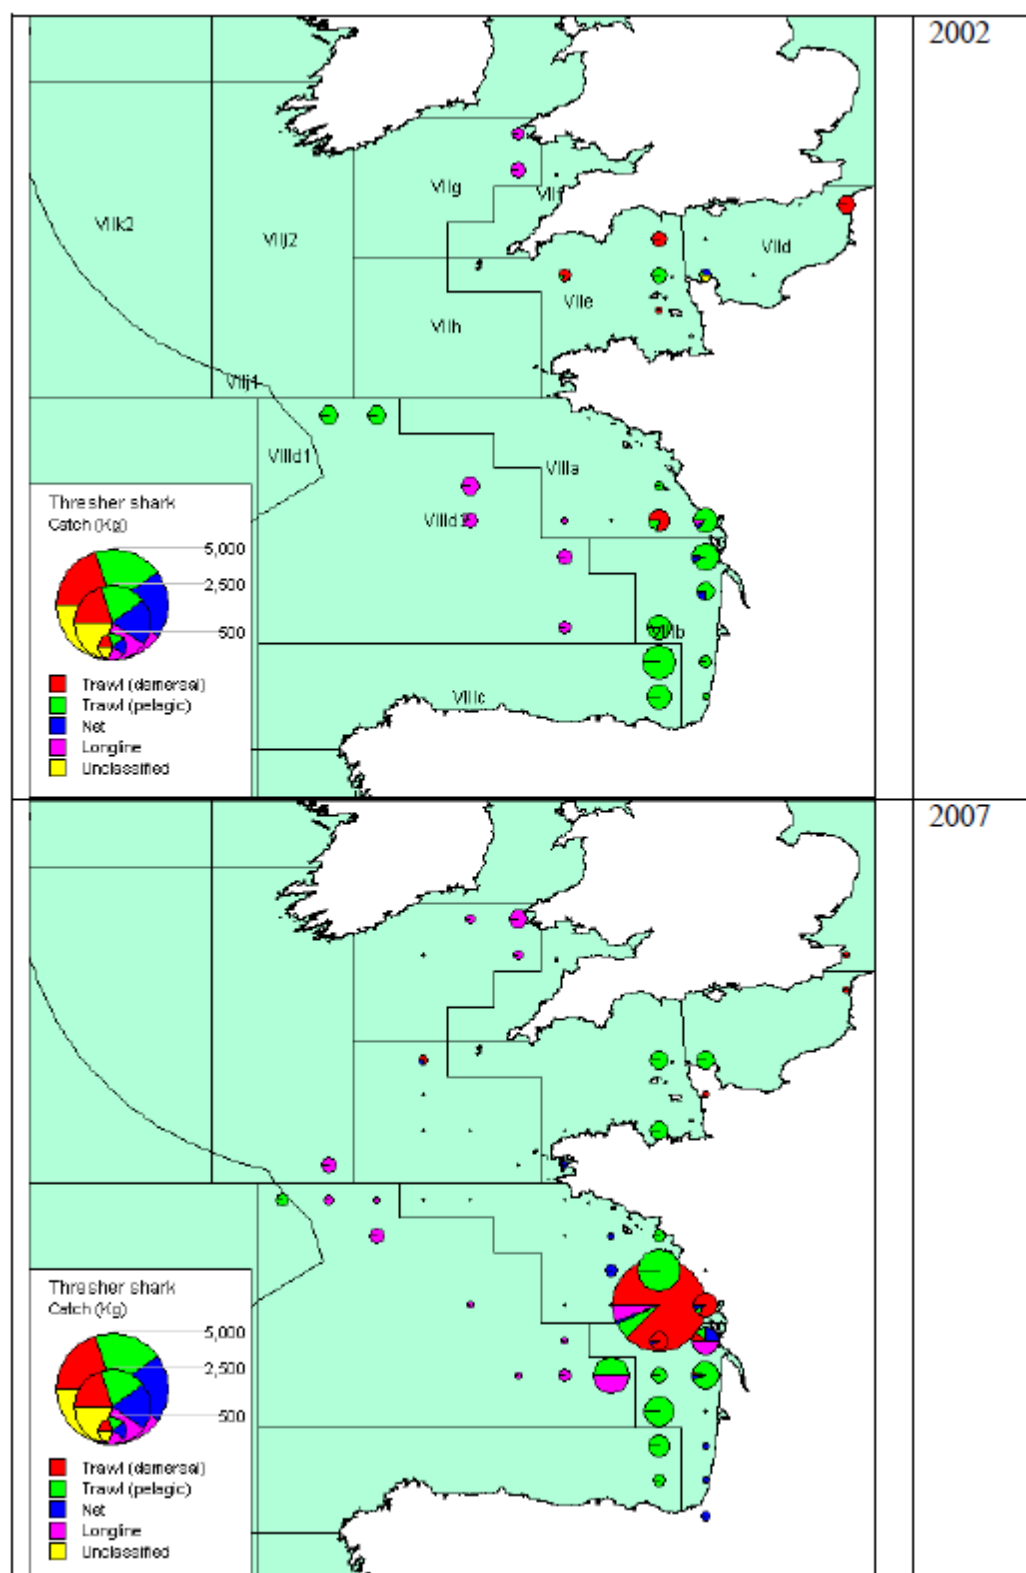 2002
VIIg
VIIf
VIIk2
VIIj2
VIId
VIIe
VIIh
VIIj1
VIIId1
VIIIa
Thresher shark
Catch (Kg)
VIIId2
5,000
2,500
VIIIb
500
Trawl (demersal)
VIIIc
Trawl (pelagic)
Net
Longline
Unclassified
2007
Thresher shark
Catch (Kg)
5,000
2,500
500
Trawl (demersal)
Trawl (pelagic)
Net
Longline
Unclassified